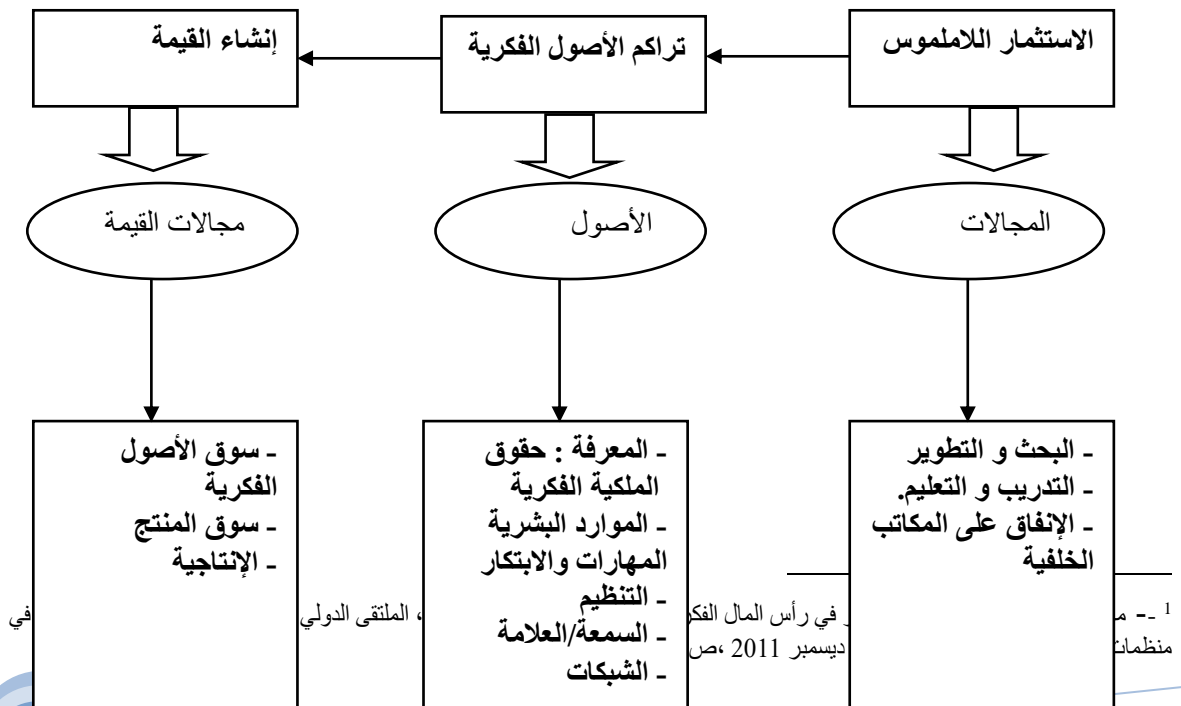 الاستثمار اللاملموس
تراكم الأصول الفكرية
إنشاء القيمة
المجالات
الأصول
مجالات القيمة
- البحث و التطوير
- التدريب و التعليم.
- الإنفاق على المكاتب
الخلفية
- المعرفة : حقوق
الملكية الفكرية
- الموارد البشرية
المهارات والابتكار
- التنظيم
- السمعة/العلامة
- الشبكات
- سوق الأصول
الفكرية
- سوق المنتج
- الإنتاجية
1 -- في رأس المال ، الملتقى الدولي في
ديسمبر 2011 ،ص